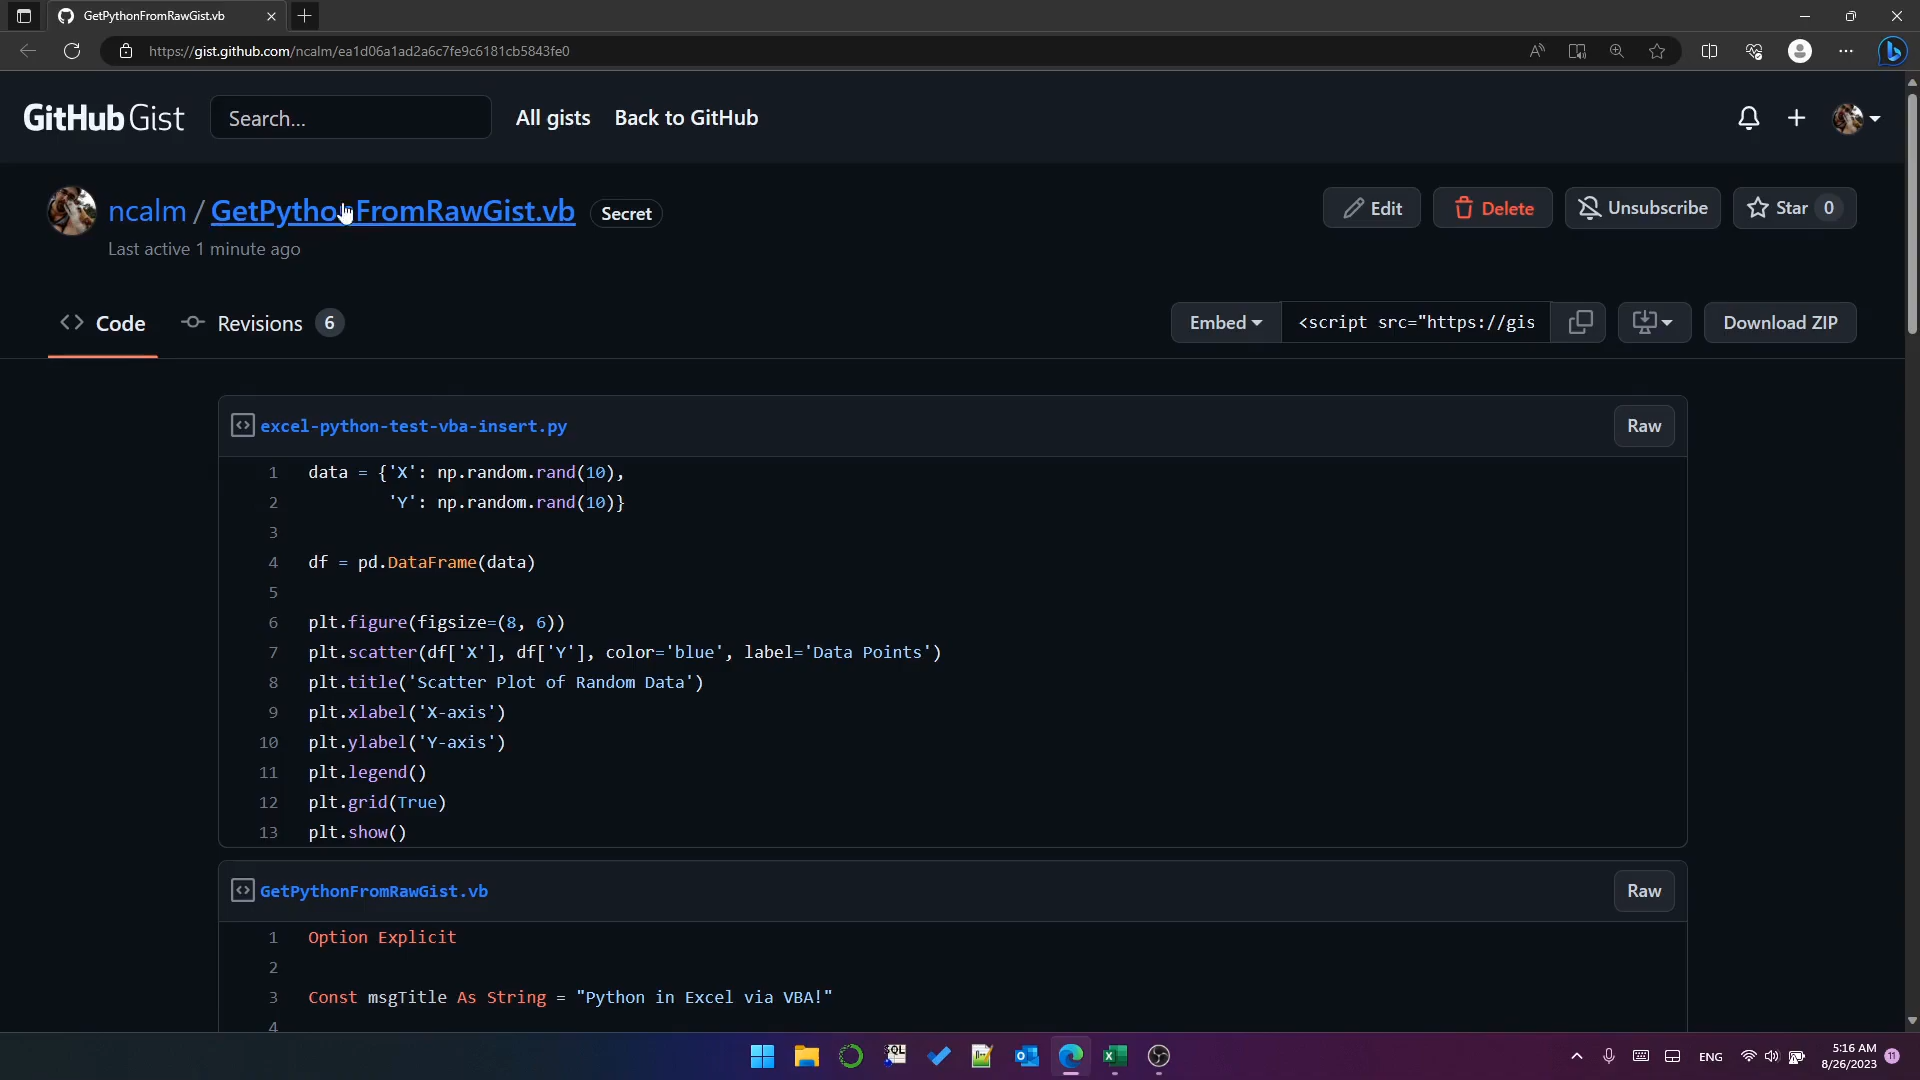 GetPythonFromRawGist.vb
https://gist.github.com/ncalm/ea1d06a1ad2a6c7fe9c6181cb5843fe0
GitHub Gist Search... All gists Back to GitHub
ncalm / GetPythonFromRawGist.vb Secret
Edit Delete Unsubscribe Star 0
Last active 1 minute ago
Code Revisions 6
Embed <script src="https://gis Download ZIP
excel-python-test-vba-insert.py Raw
1 data = {'X': np.random.rand(10),
2 'Y': np.random.rand(10)}
3
4 df = pd.DataFrame(data)
5
6 plt.figure(figsize=(8, 6))
7 plt.scatter(df['X'], df['Y'], color='blue', label='Data Points')
8 plt.title('Scatter Plot of Random Data')
9 plt.xlabel('X-axis')
10 plt.ylabel('Y-axis')
11 plt.legend()
12 plt.grid(True)
13 plt.show()
GetPythonFromRawGist.vb Raw
1 Option Explicit
2
3 Const msgTitle As String = "Python in Excel via VBA!"
4
ENG
5:16 AM
8/26/2023
11